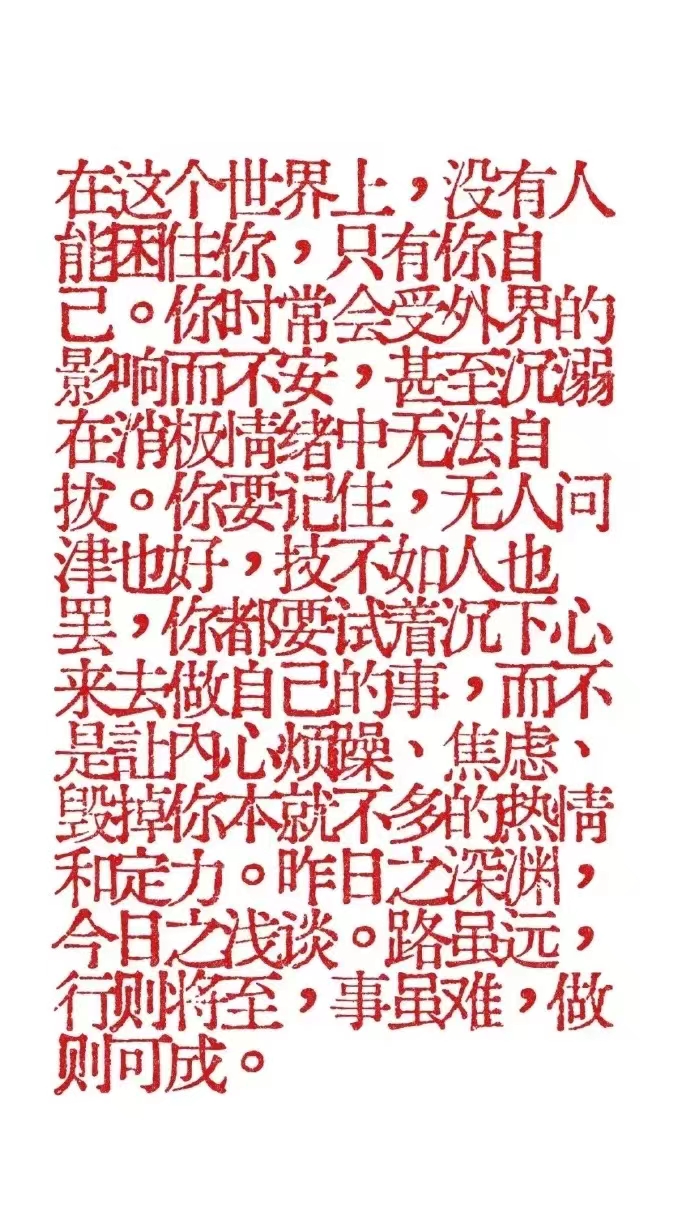 在这个世界上，没有人
能困住你，只有你自
己。你时常会受外界的
影响而不安，甚至沉溺
在消极情绪中无法自
拔。你要记住，无人问
津也好，技不如人也
罢，你都要试着沉下心
来去做自己的事，而不
是让内心烦躁、焦虑、
毁掉你本就不多的热情
和定力。昨日之深渊，
今日之浅谈。路虽远，
行则将至，事虽难，做
则可成。